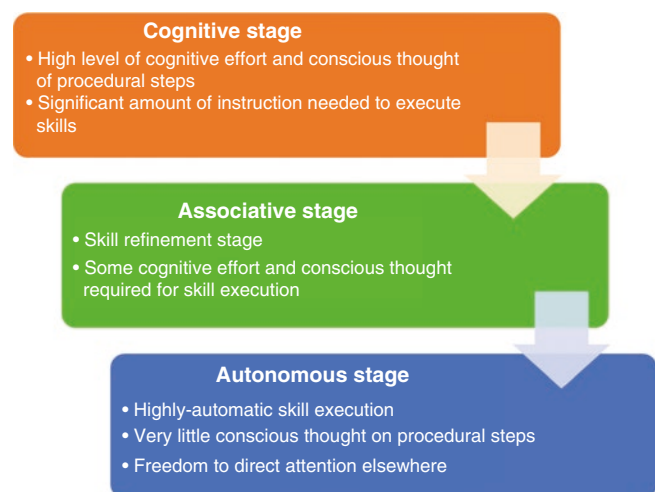 Cognitive stage
• High level of cognitive effort and conscious thought
of procedural steps
• Significant amount of instruction needed to execute
skills
Associative stage
• Skill refinement stage
• Some cognitive effort and conscious thought
required for skill execution
Autonomous stage
• Highly-automatic skill execution
• Very little conscious thought on procedural steps
• Freedom to direct attention elsewhere